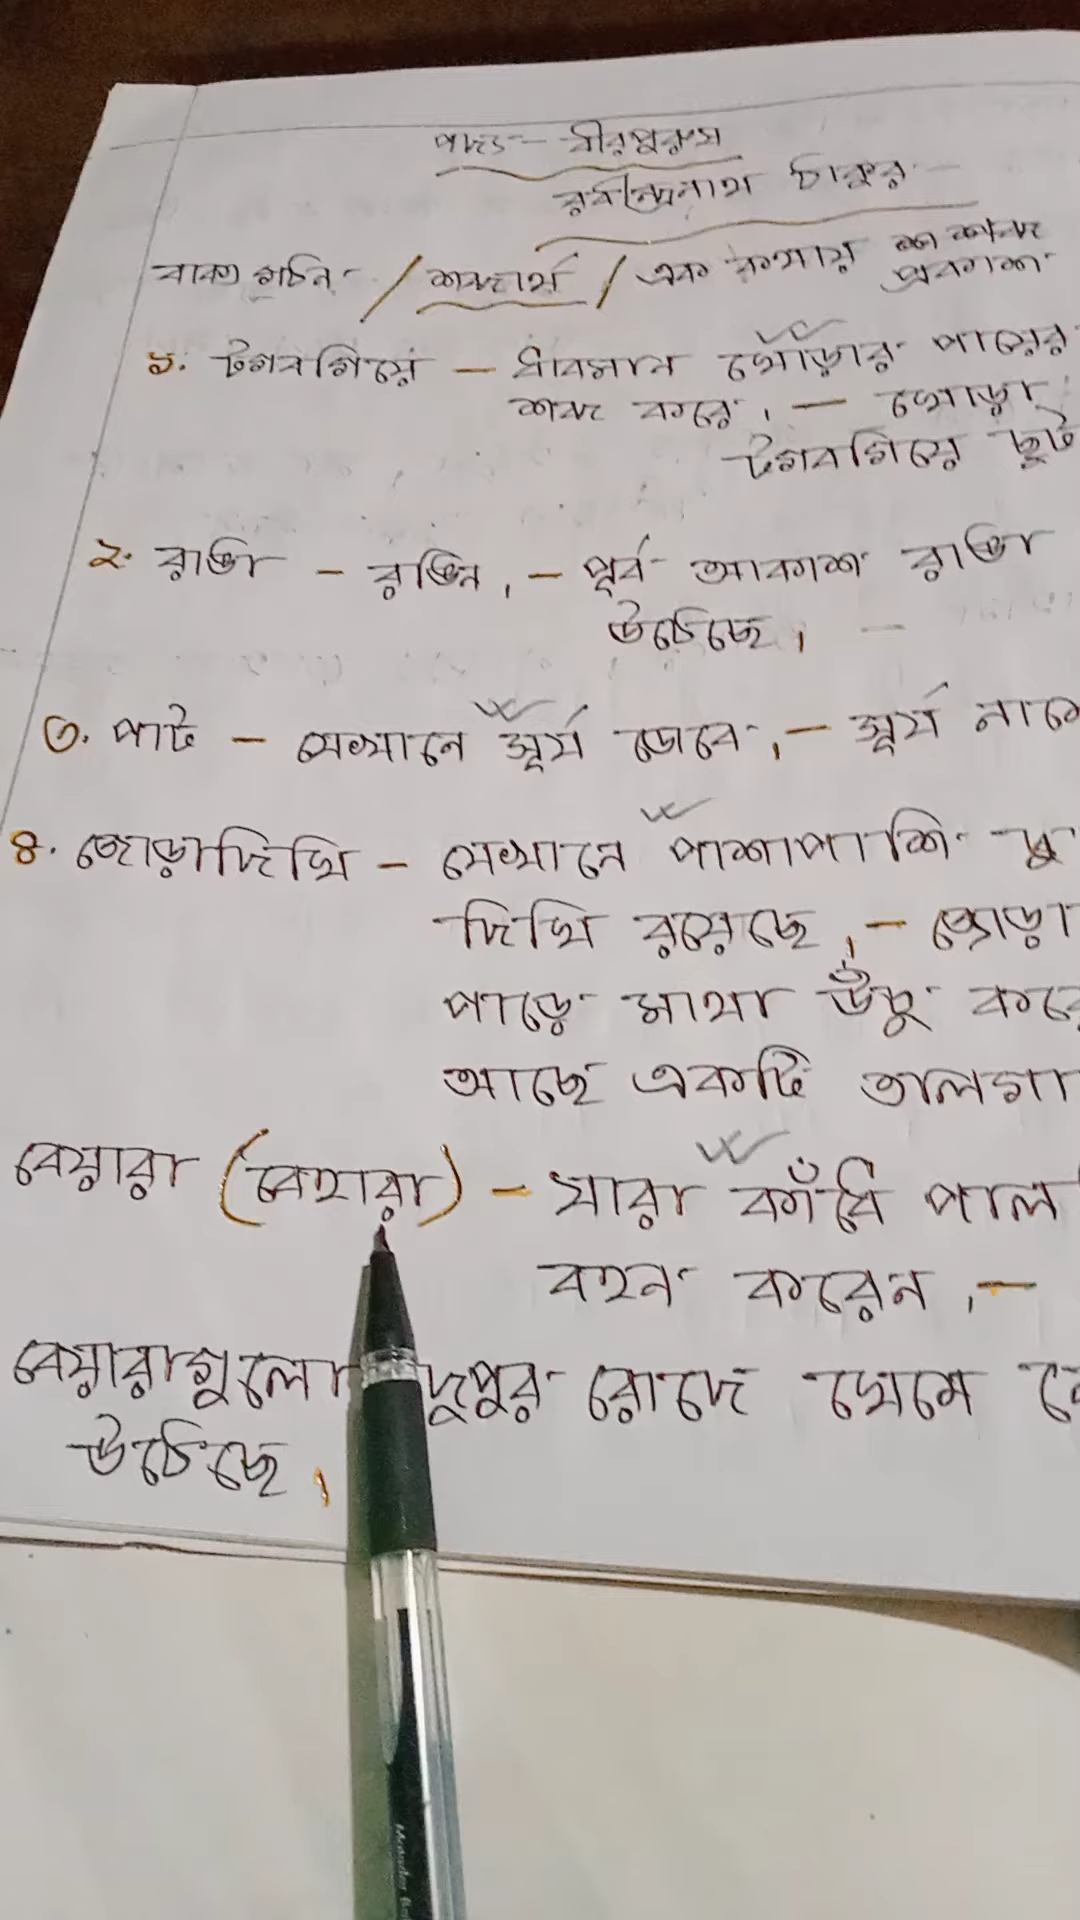 পদ্য - বীরপুরুষ
রবীন্দ্রনাথ ঠাকুর
বাক্য গঠন / শব্দার্থ / এক কথায় প্রকাশ
১. টগবগিয়ে - ধাবমান ঘোঁড়ার পায়ের
শব্দ করে। - ঘোড়া
টগবগিয়ে ছুটে
২. রাঙা - রঙিন। - পূর্ব আকাশ রাঙা
উঠেছে।
৩. পাট - যেখানে সূর্য ডোবে। - সূর্য নামে
৪. জোড়াদিঘি - যেখানে পাশাপাশি
দিঘি রয়েছে। - জোড়া
পাড়ে মাথা উঁচু করে
আছে একটি তালগা
বেয়ারা (বেহারা) - যারা কাঁধে পাল
বহন করেন। -
বেয়ারাগুলো দুপুর রোদে ঘেমে
উঠেছে।